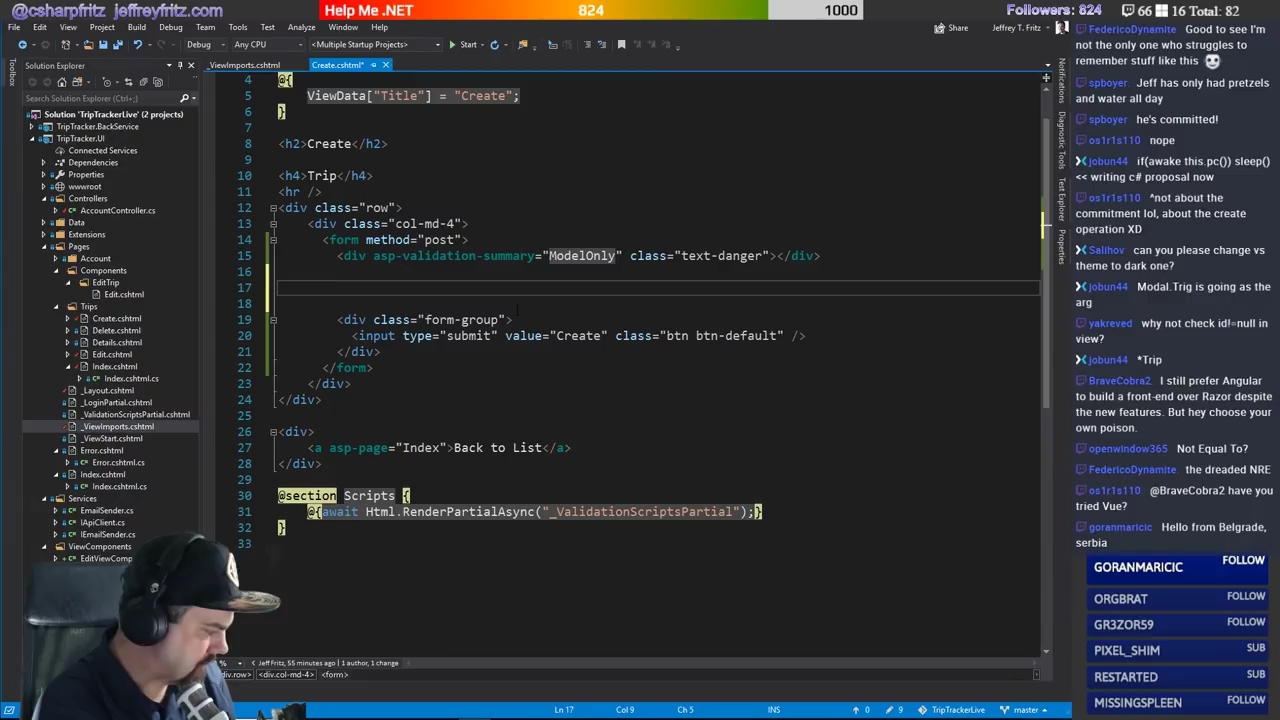 @csharpfritz jeffreyfritz.com
Help Me .NET
824
1000
Followers: 824
66
16 Total: 82
File
Edit
View
Project
Build
Debug
Team
Tools
Test
Analyze
Window
Help
Share
Jeffrey T. Fritz
Debug
Any CPU
<Multiple Startup Projects>
Start
Toolbox
Solution Explorer
Search Solution Explorer (Ctrl+;)
Solution 'TripTrackerLive' (2 projects)
TripTracker.BackService
TripTracker.UI
Connected Services
Dependencies
Properties
wwwroot
Controllers
AccountController.cs
Data
Extensions
Pages
Account
Components
EditTrip
Edit.cshtml
Trips
Create.cshtml
Delete.cshtml
Details.cshtml
Edit.cshtml
Index.cshtml
Index.cshtml.cs
_Layout.cshtml
_LoginPartial.cshtml
_ValidationScriptsPartial.cshtml
_ViewImports.cshtml
_ViewStart.cshtml
Error.cshtml
Error.cshtml.cs
Index.cshtml
Index.cshtml.cs
Services
EmailSender.cs
IApiClient.cs
IEmailSender.cs
ViewComponents
EditViewComp
_ViewImports.cshtml
Create.cshtml*
4 @{
5 ViewData["Title"] = "Create";
6 }
7
8 <h2>Create</h2>
9
10 <h4>Trip</h4>
11 <hr />
12 <div class="row">
13 <div class="col-md-4">
14 <form method="post">
15 <div asp-validation-summary="ModelOnly" class="text-danger"></div>
16
17
18
19 <div class="form-group">
20 <input type="submit" value="Create" class="btn btn-default" />
21 </div>
22 </form>
23 </div>
24 </div>
25
26 <div>
27 <a asp-page="Index">Back to List</a>
28 </div>
29
30 @section Scripts {
31 @{await Html.RenderPartialAsync("_ValidationScriptsPartial");}
32 }
33
%
Jeff Fritz, 55 minutes ago | 1 author, 1 change
div.row>
<div.col-md-4>
<form>
Ln 17
Col 9
Ch 5
INS
0
9
TripTrackerLive
master
Notifications
Diagnostic Tools
Test Explorer
Properties
FedericoDynamite Good to see I'm
not the only one who struggles to
remember stuff like this
spboyer Jeff has only had pretzels
and water all day
spboyer he's committed!
os1r1s110 nope
jobun44 if(awake this.pc()) sleep()
<< writing c# proposal now
os1r1s110 ^not about the
commitment lol, about the create
operation XD
Salihov can you please change vs
theme to dark one?
jobun44 Modal.Trig is going as the
arg
yakreved why not check id!=null in
view?
jobun44 *Trip
BraveCobra2 I still prefer Angular
to build a front-end over Razor despite
the new features. But hey choose your
own poison.
openwindow365 Not Equal To?
FedericoDynamite the dreaded NRE
os1r1s110 @BraveCobra2 have you
tried Vue?
goranmaricic Hello from Belgrade,
serbia
GORANMARICIC FOLLOW
ORGBRAT FOLLOW
GR3ZOR59 FOLLOW
PIXEL_SHIM SUB
RESTARTED SUB
MISSINGSPLEEN FOLLOW